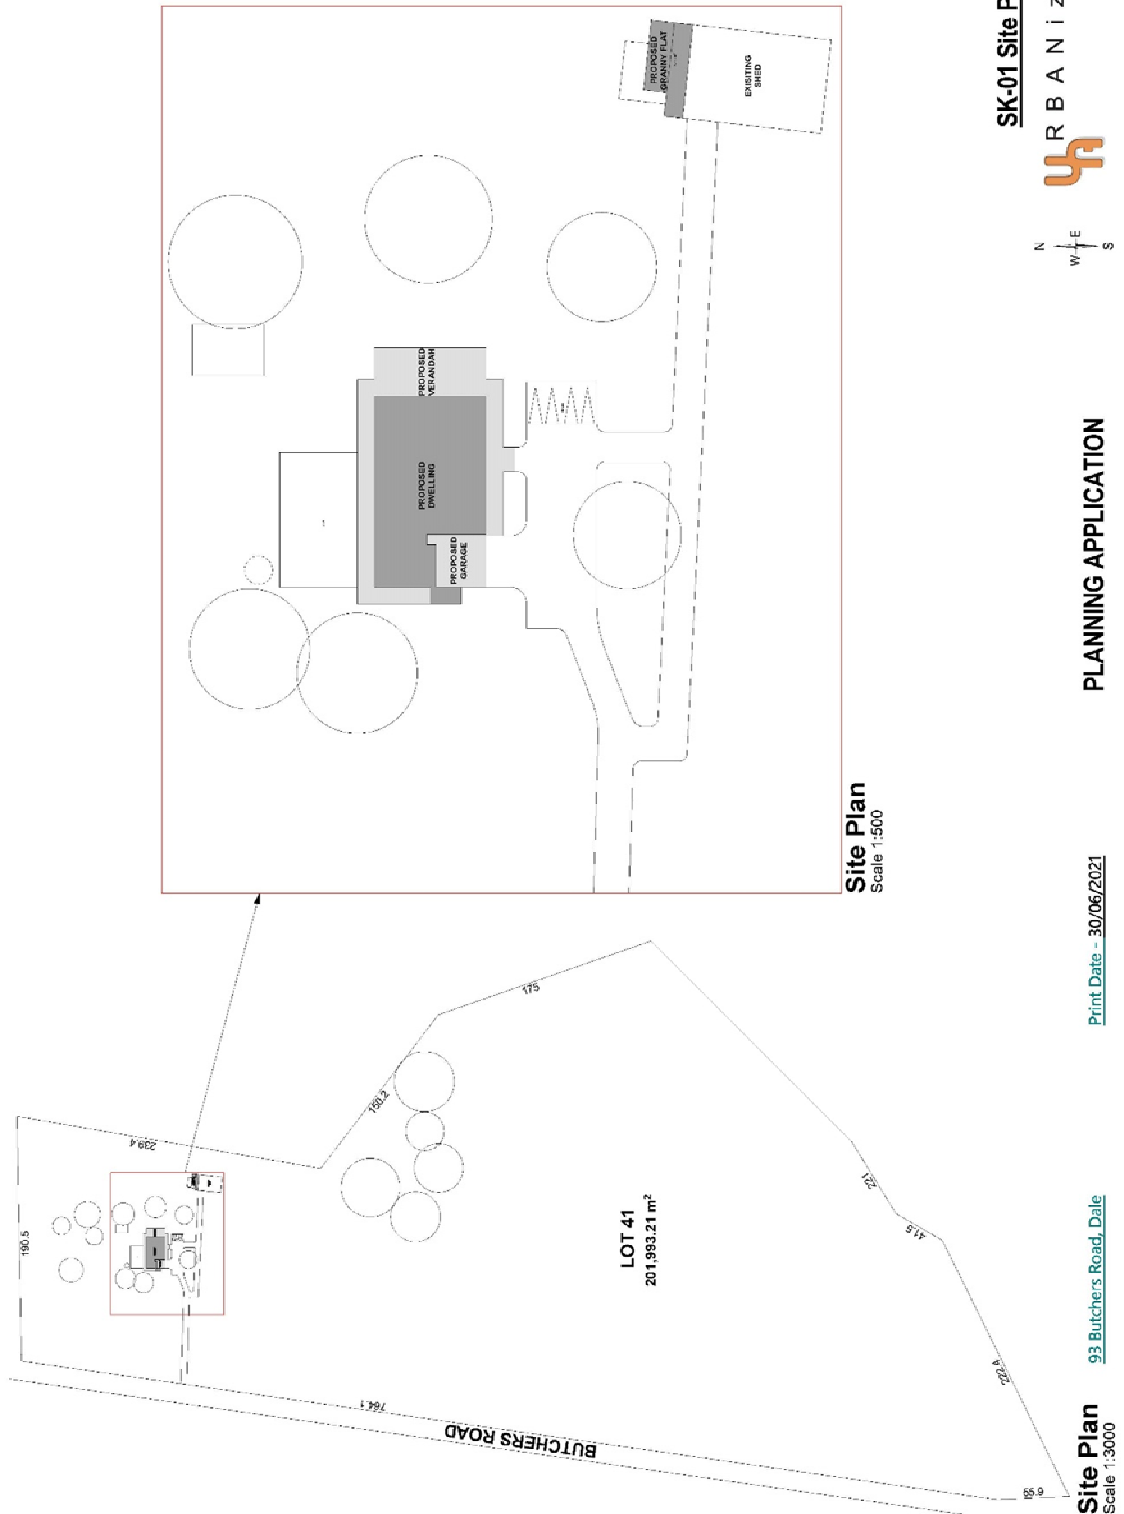 190.5
239.4
150.2
175
221
41.5
222.4
65.9
764.1
BUTCHERS ROAD
LOT 41
201,993.21 m²
Site Plan
Scale 1:3000
PROPOSED
VERANDAH
PROPOSED
DWELLING
PROPOSED
GARAGE
PROPOSED
GRANNY FLAT
EXISITING
SHED
Site Plan
Scale 1:500
93 Butchers Road, Dale
Print Date - 30/06/2021
PLANNING APPLICATION
N
W E
S
SK-01 Site P
RBANiz